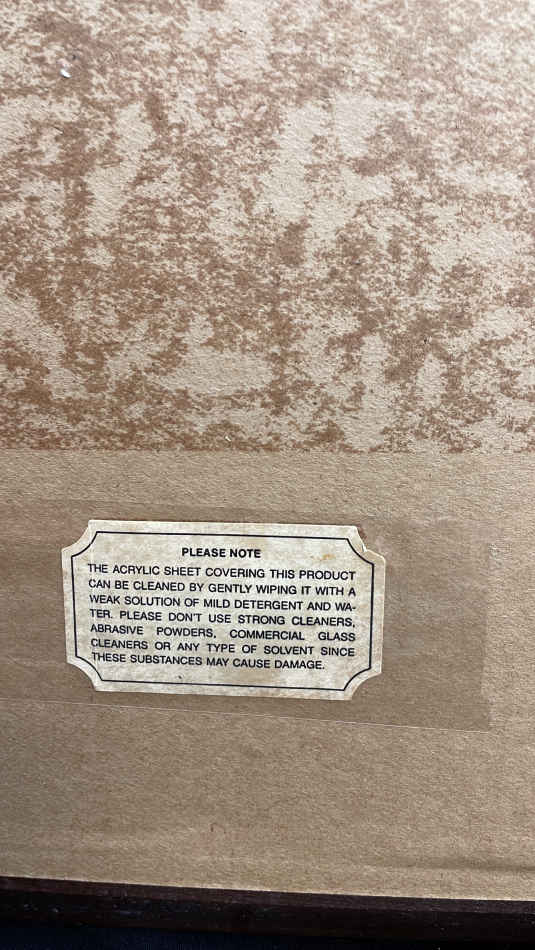 PLEASE NOTE
THE ACRYLIC SHEET COVERING THIS PRODUCT
CAN BE CLEANED BY GENTLY WIPING IT WITH A
WEAK SOLUTION OF MILD DETERGENT AND WA-
TER. PLEASE DON'T USE STRONG CLEANERS,
ABRASIVE POWDERS, COMMERCIAL GLASS
CLEANERS OR ANY TYPE OF SOLVENT SINCE
THESE SUBSTANCES MAY CAUSE DAMAGE.